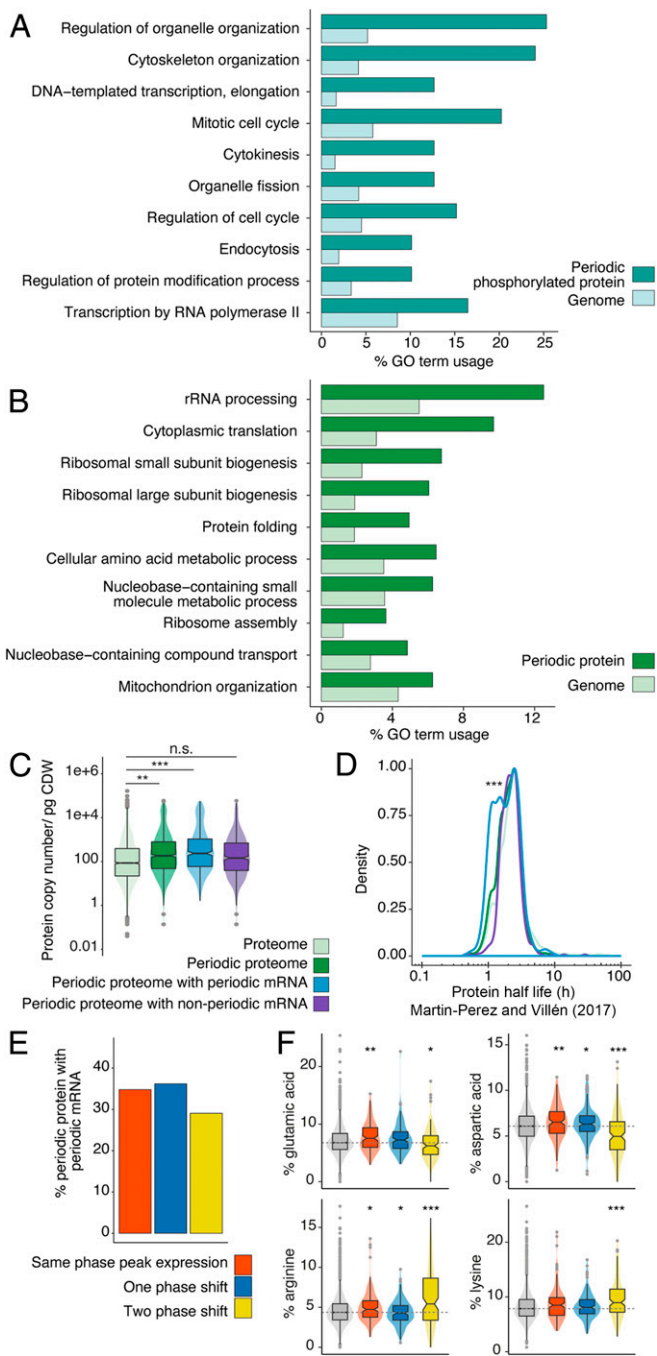 A
Regulation of organelle organization
Cytoskeleton organization
DNA-templated transcription, elongation
Mitotic cell cycle
Cytokinesis
Organelle fission
Regulation of cell cycle
Endocytosis
Regulation of protein modification process
Transcription by RNA polymerase II
Periodic
phosphorylated protein
Genome
0 5 10 15 20 25
% GO term usage
B
rRNA processing
Cytoplasmic translation
Ribosomal small subunit biogenesis
Ribosomal large subunit biogenesis
Protein folding
Cellular amino acid metabolic process
Nucleobase−containing small
molecule metabolic process
Ribosome assembly
Nucleobase−containing compound transport
Mitochondrion organization
Periodic protein
Genome
0 4 8 12
% GO term usage
C
Protein copy number/ pg CDW
1e+6
1e+4
100
1
0.01
n.s.
***
**
Proteome
Periodic proteome
Periodic proteome with periodic mRNA
Periodic proteome with non-periodic mRNA
D
Density
1.00
0.75
0.50
0.25
0.00
***
0.1 1 10 100
Protein half life (h)
Martin-Perez and Villén (2017)
E
% periodic protein with
periodic mRNA
40
30
20
10
0
Same phase peak expression
One phase shift
Two phase shift
F
% glutamic acid
20
10
0
** *
% aspartic acid
15
10
5
0
** * ***
% arginine
15
10
5
0
* * ***
% lysine
20
10
0
***